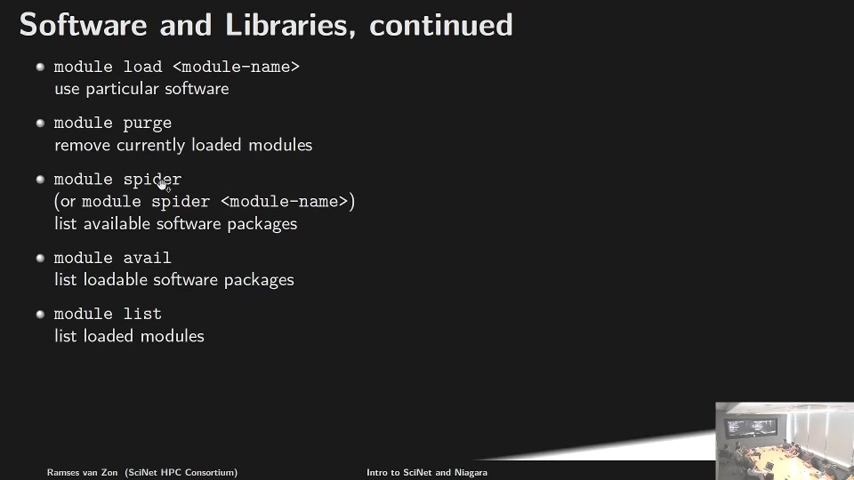 Software and Libraries, continued
module load <module-name>
use particular software
module purge
remove currently loaded modules
module spider
(or module spider <module-name>)
list available software packages
module avail
list loadable software packages
module list
list loaded modules
Ramses van Zon (SciNet HPC Consortium)
Intro to SciNet and Niagara